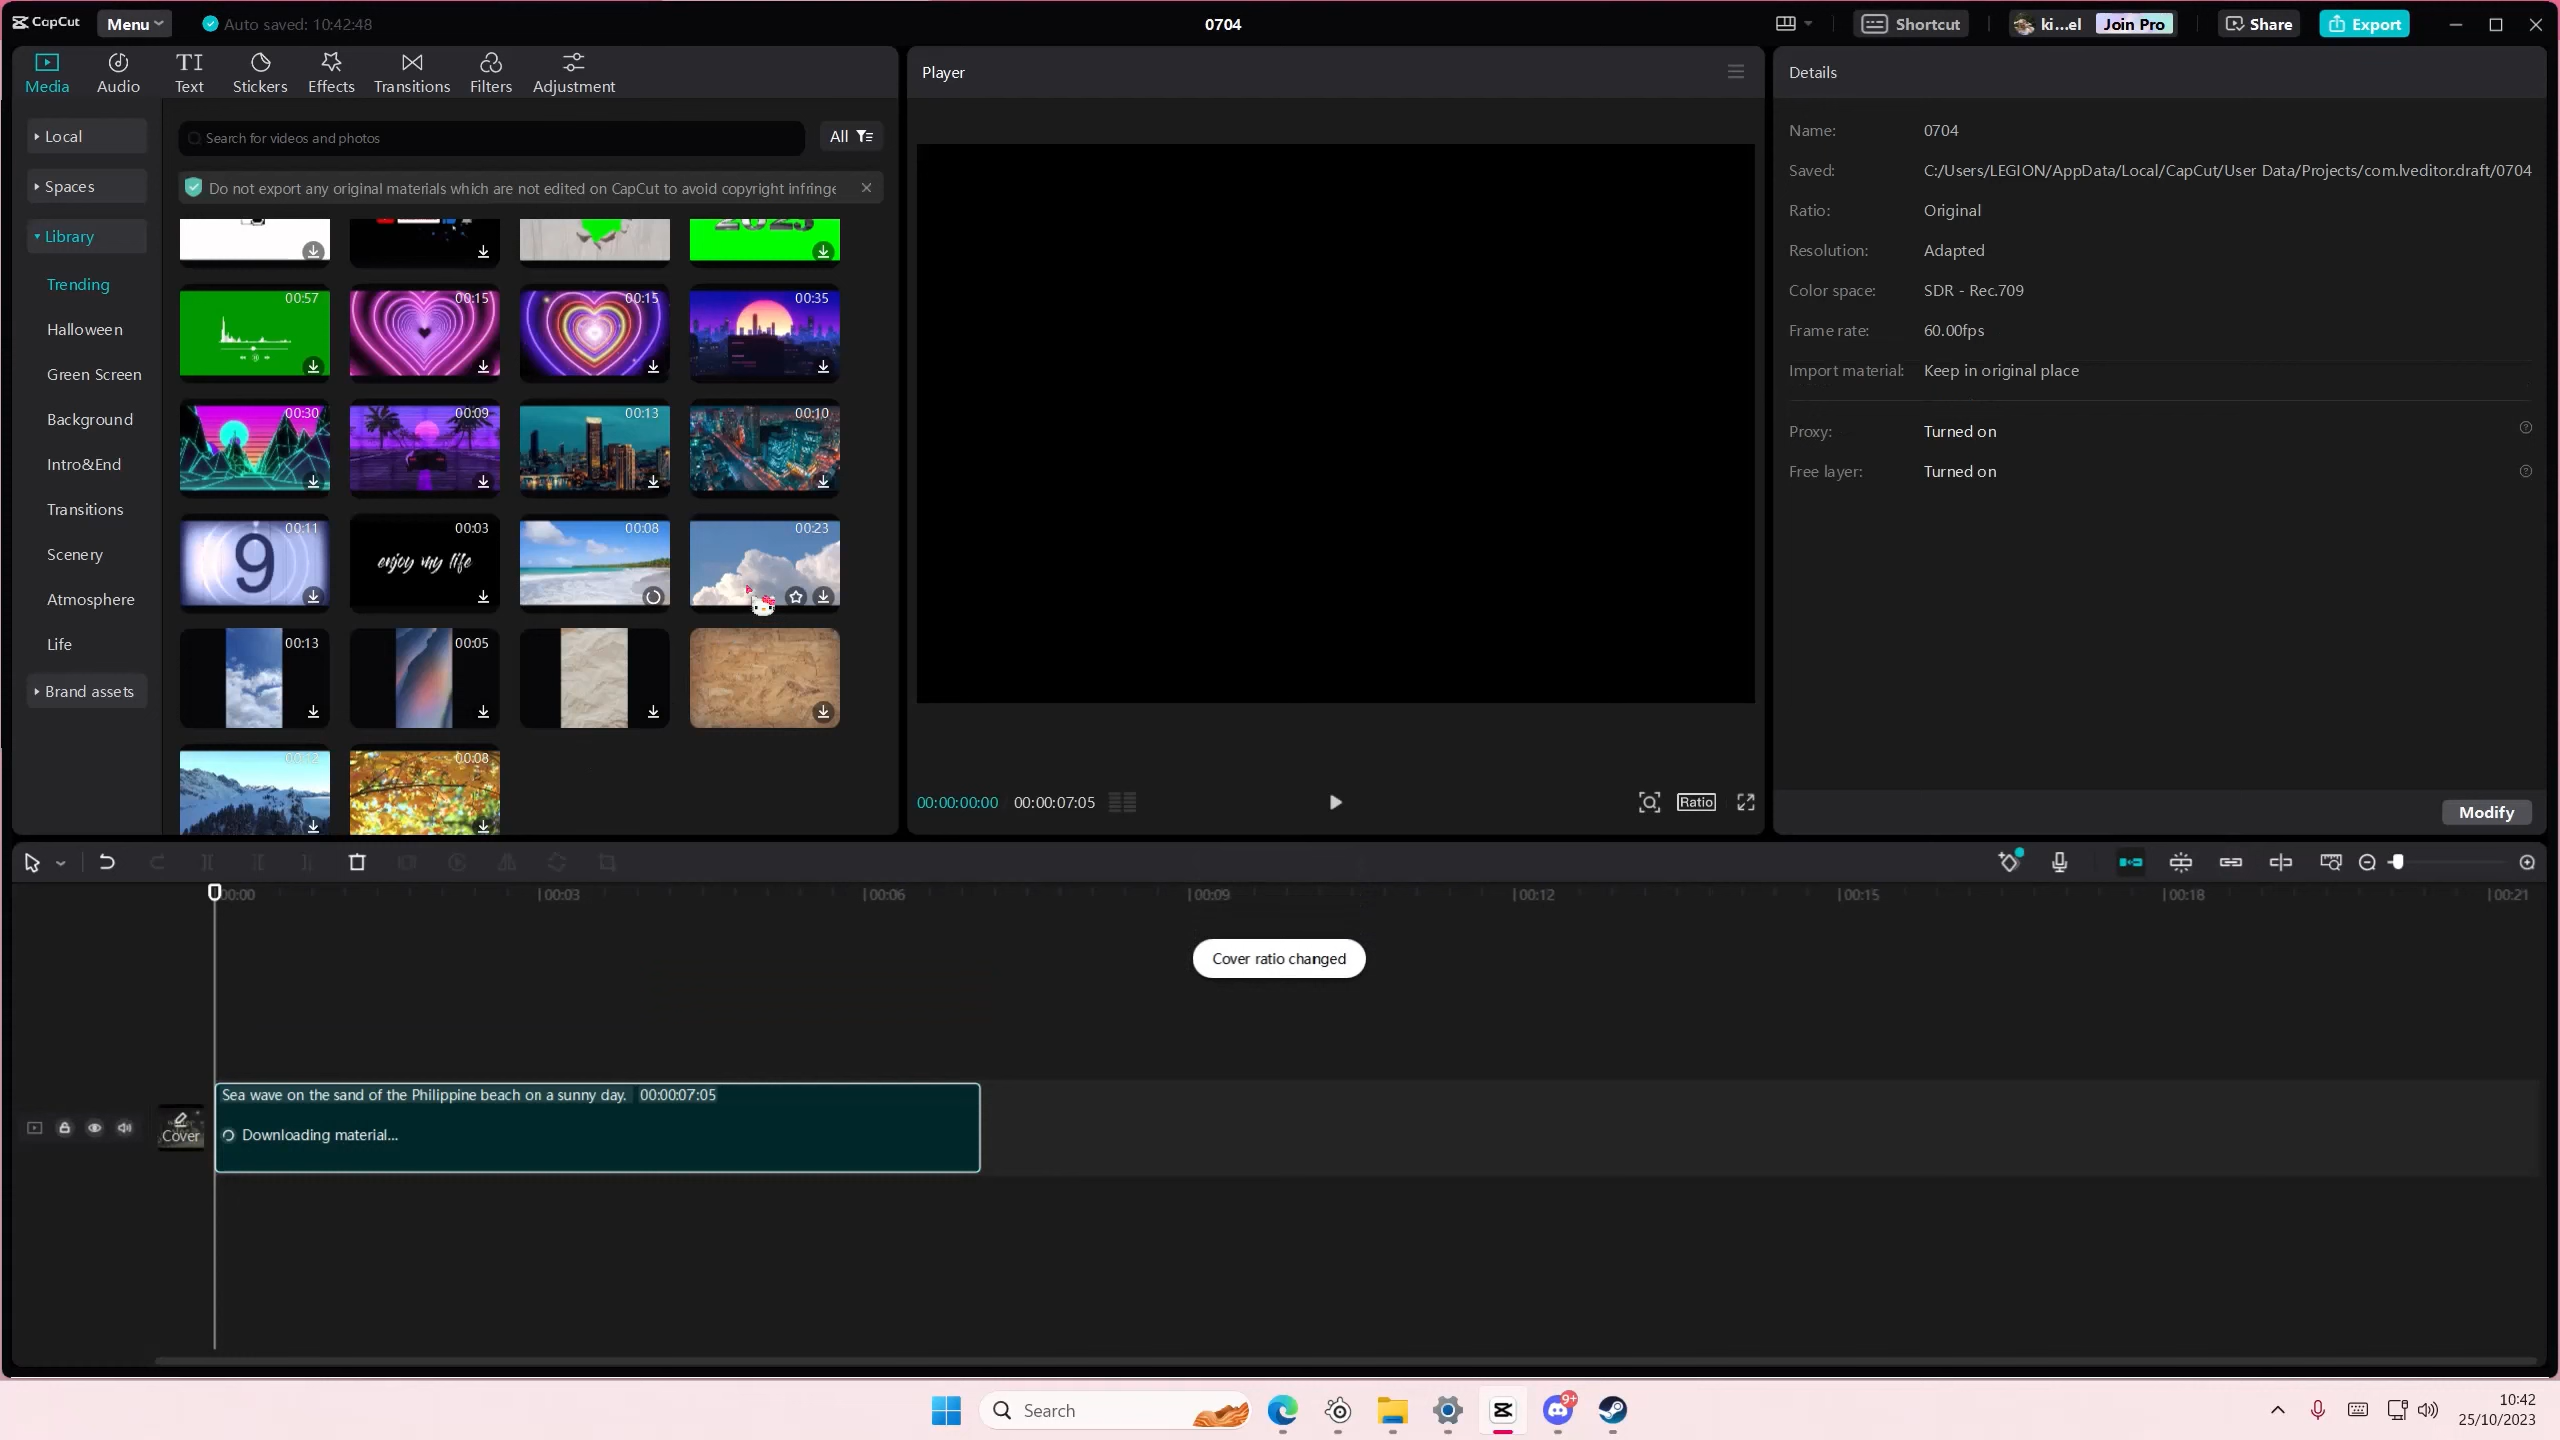 CapCut
Menu
Auto saved: 10:42:48
0704
Shortcut
ki...el
Join Pro
Share
Export
Media
Audio
Text
Stickers
Effects
Transitions
Filters
Adjustment
Local
Spaces
Library
Trending
Halloween
Green Screen
Background
Intro&End
Transitions
Scenery
Atmosphere
Life
Brand assets
Search for videos and photos
All
Do not export any original materials which are not edited on CapCut to avoid copyright infringe
00:57
00:15
00:15
00:35
00:30
00:09
00:13
00:10
00:11
9
00:03
enjoy my life
00:08
00:23
00:13
00:05
00:08
Player
00:00:00:00
00:00:07:05
Ratio
Details
Name: 0704
Saved: C:/Users/LEGION/AppData/Local/CapCut/User Data/Projects/com.lveditor.draft/0704
Ratio: Original
Resolution: Adapted
Color space: SDR - Rec.709
Frame rate: 60.00fps
Import material: Keep in original place
Proxy: Turned on
Free layer: Turned on
Modify
00:00
00:03
00:06
00:09
00:12
00:15
00:18
00:21
Cover ratio changed
Cover
Sea wave on the sand of the Philippine beach on a sunny day. 00:00:07:05
Downloading material...
Search
9+
10:42
25/10/2023